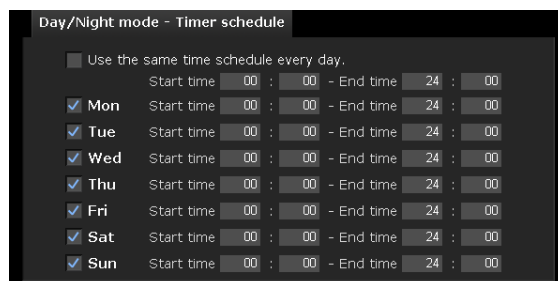 Day/Night mode - Timer schedule
Use the same time schedule every day.
Start time 00 : 00 - End time 24 : 00
Mon Start time 00 : 00 - End time 24 : 00
Tue Start time 00 : 00 - End time 24 : 00
Wed Start time 00 : 00 - End time 24 : 00
Thu Start time 00 : 00 - End time 24 : 00
Fri Start time 00 : 00 - End time 24 : 00
Sat Start time 00 : 00 - End time 24 : 00
Sun Start time 00 : 00 - End time 24 : 00